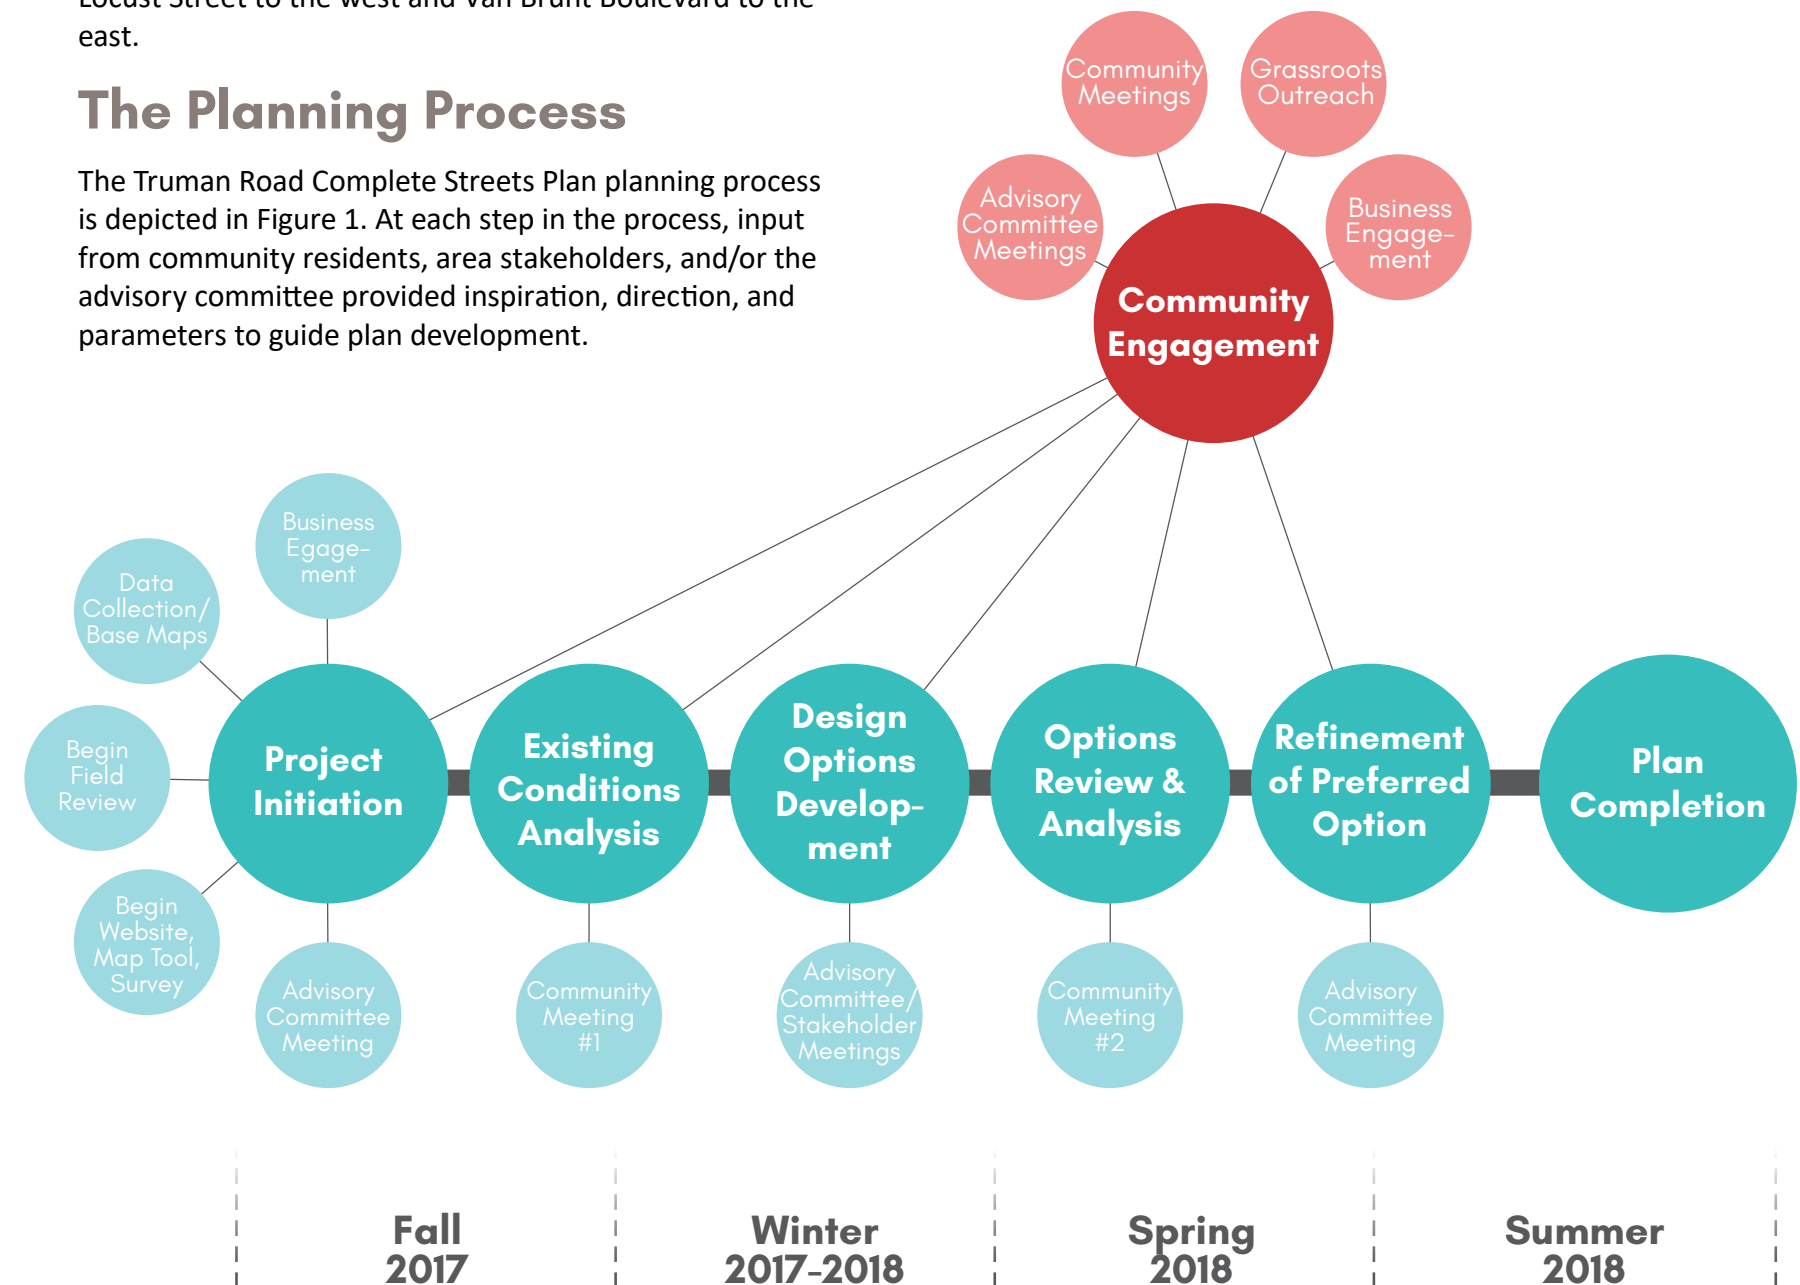 Locust Street to the west and Van Brunt Boulevard to the
east.
The Planning Process
The Truman Road Complete Streets Plan planning process
is depicted in Figure 1. At each step in the process, input
from community residents, area stakeholders, and/or the
advisory committee provided inspiration, direction, and
parameters to guide plan development.
Community
Meetings
Grassroots
Outreach
Advisory
Committee
Meetings
Business
Engage-
ment
Community
Engagement
Business
Egage-
ment
Data
Collection/
Base Maps
Begin
Field
Review
Begin
Website,
Map Tool,
Survey
Advisory
Committee
Meeting
Project
Initiation
Existing
Conditions
Analysis
Community
Meeting
#1
Design
Options
Develop-
ment
Advisory
Committee/
Stakeholder
Meetings
Options
Review &
Analysis
Community
Meeting
#2
Refinement
of Preferred
Option
Advisory
Committee
Meeting
Plan
Completion
Fall
2017
Winter
2017-2018
Spring
2018
Summer
2018